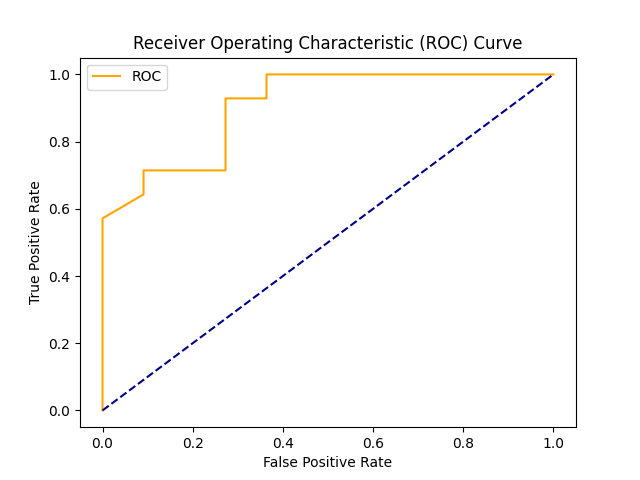 Receiver Operating Characteristic (ROC) Curve
ROC
True Positive Rate
1.0
0.8
0.6
0.4
0.2
0.0
0.0 0.2 0.4 0.6 0.8 1.0
False Positive Rate